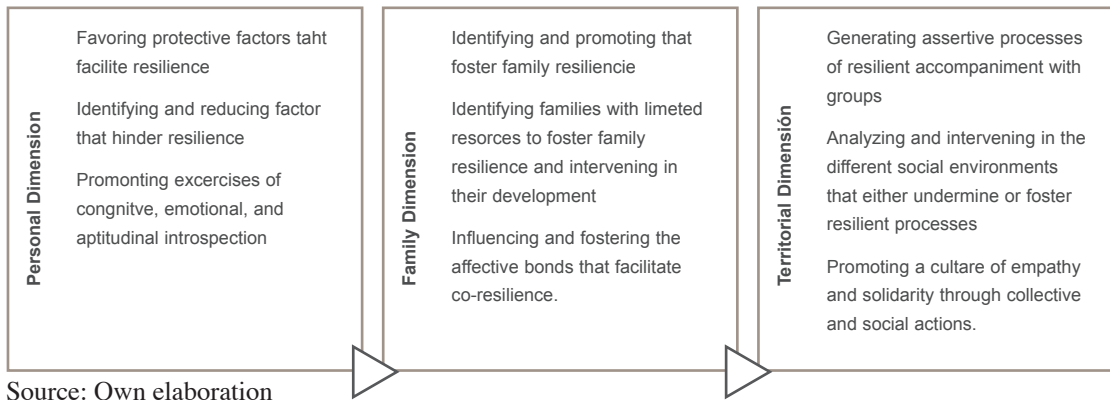 Personal Dimension
Favoring protective factors taht
facilite resilience
Identifying and reducing factor
that hinder resilience
Promonting excercises of
congnitve, emotional, and
aptitudinal introspection
Family Dimension
Identifying and promoting that
foster family resiliencie
Identifying families with limeted
resorces to foster family
resilience and intervening in
their development
Influencing and fostering the
affective bonds that facilitate
co-resilience.
Territorial Dimensión
Generating assertive processes
of resilient accompaniment with
groups
Analyzing and intervening in the
different social environments
that either undermine or foster
resilient processes
Promoting a cultare of empathy
and solidarity through collective
and social actions.
Source: Own elaboration